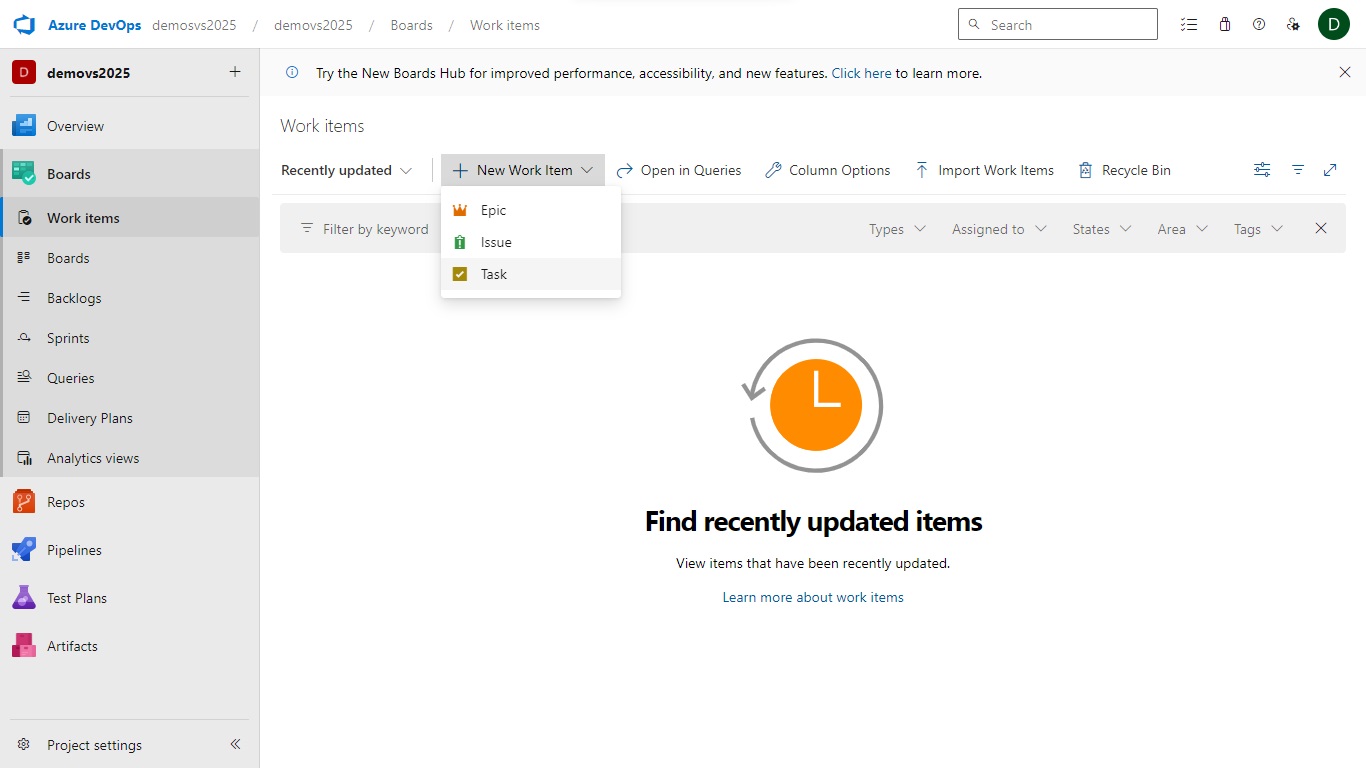 Azure DevOps demosvs2025 / demovs2025 / Boards / Work items Search D
D demovs2025
Try the New Boards Hub for improved performance, accessibility, and new features. Click here to learn more.
Overview
Boards
Work items
Boards
Backlogs
Sprints
Queries
Delivery Plans
Analytics views
Repos
Pipelines
Test Plans
Artifacts
Project settings
Work items
Recently updated New Work Item Open in Queries Column Options Import Work Items Recycle Bin
Epic
Issue
Task
Filter by keyword Types Assigned to States Area Tags
Find recently updated items
View items that have been recently updated.
Learn more about work items